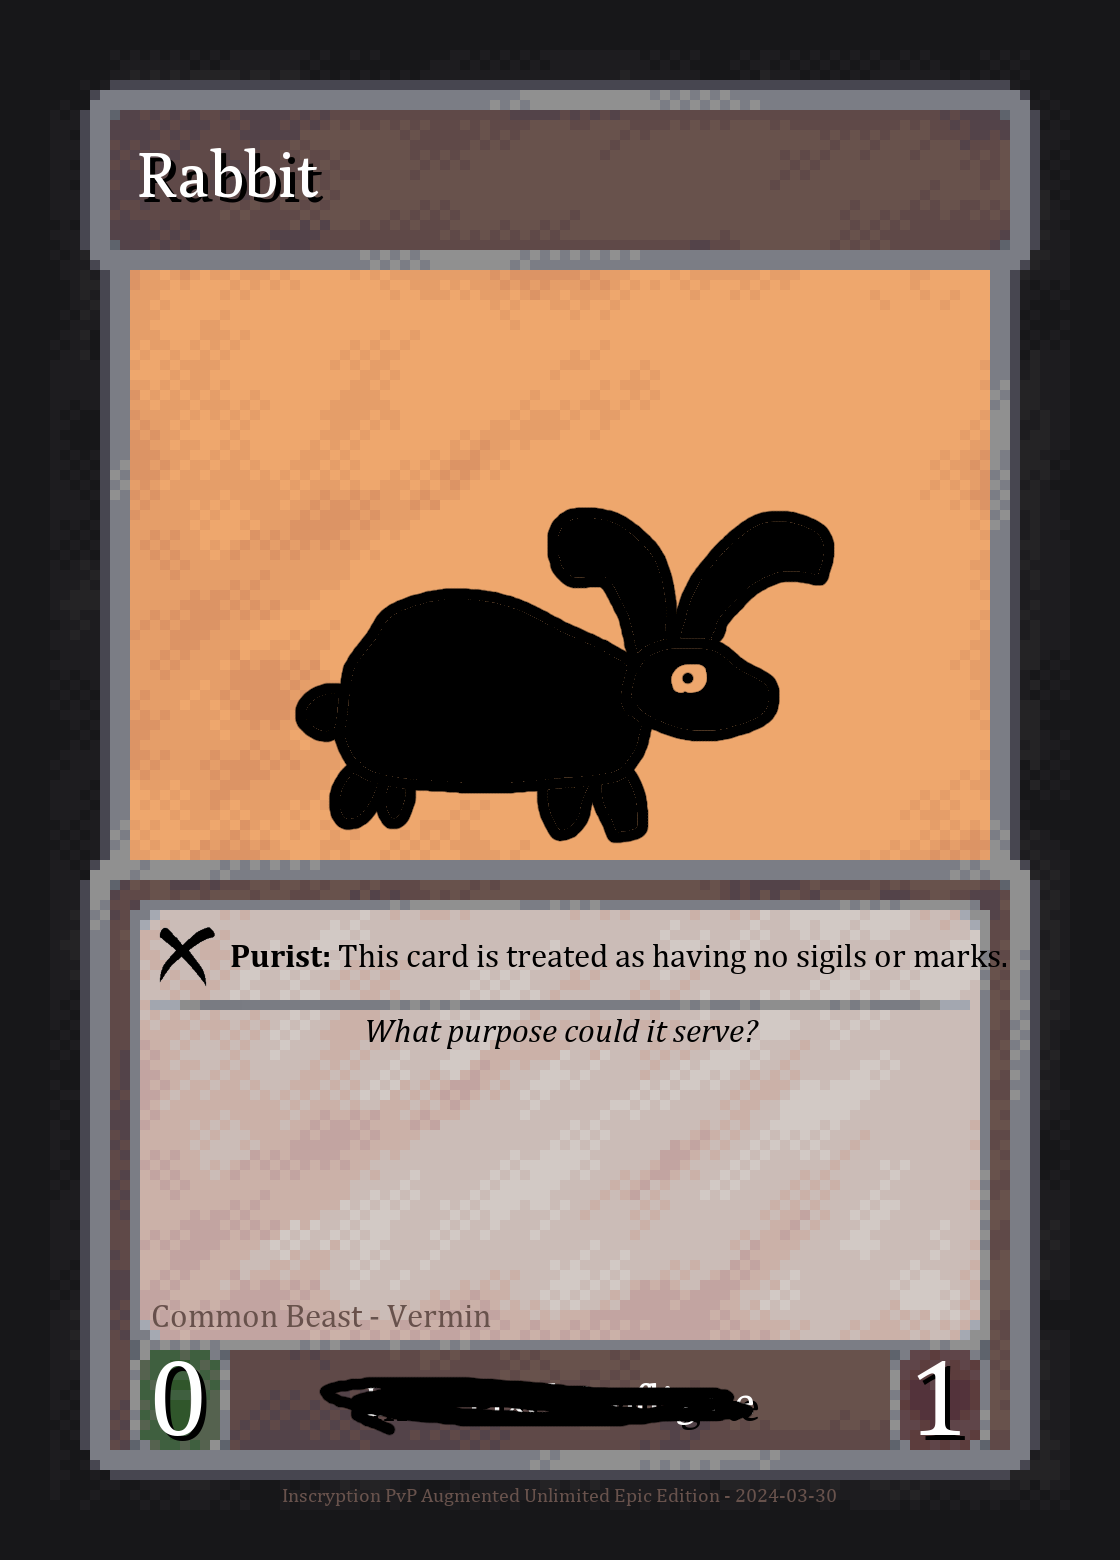 Rabbit
Purist: This card is treated as having no sigils or marks.
What purpose could it serve?
Common Beast - Vermin
0
1
Inscryption PvP Augmented Unlimited Epic Edition - 2024-03-30